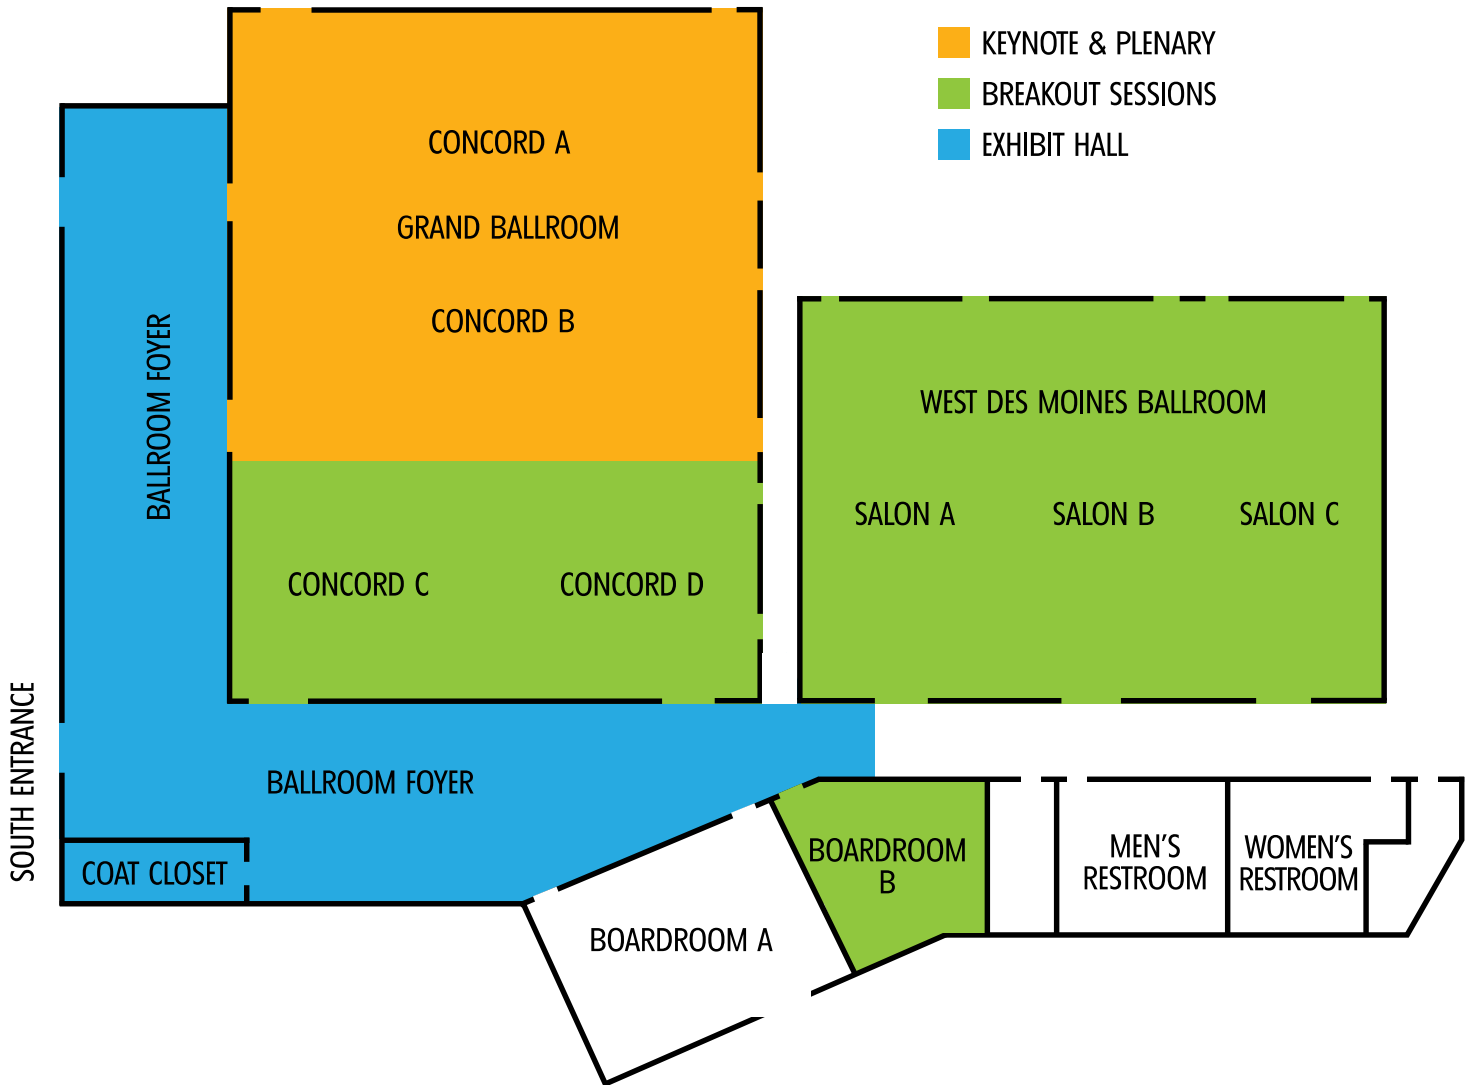 KEYNOTE & PLENARY
BREAKOUT SESSIONS
EXHIBIT HALL
CONCORD A
GRAND BALLROOM
CONCORD B
BALLROOM FOYER
WEST DES MOINES BALLROOM
SALON A
SALON B
SALON C
CONCORD C
CONCORD D
SOUTH ENTRANCE
BALLROOM FOYER
COAT CLOSET
BOARDROOM A
BOARDROOM
B
MEN'S
RESTROOM
WOMEN'S
RESTROOM